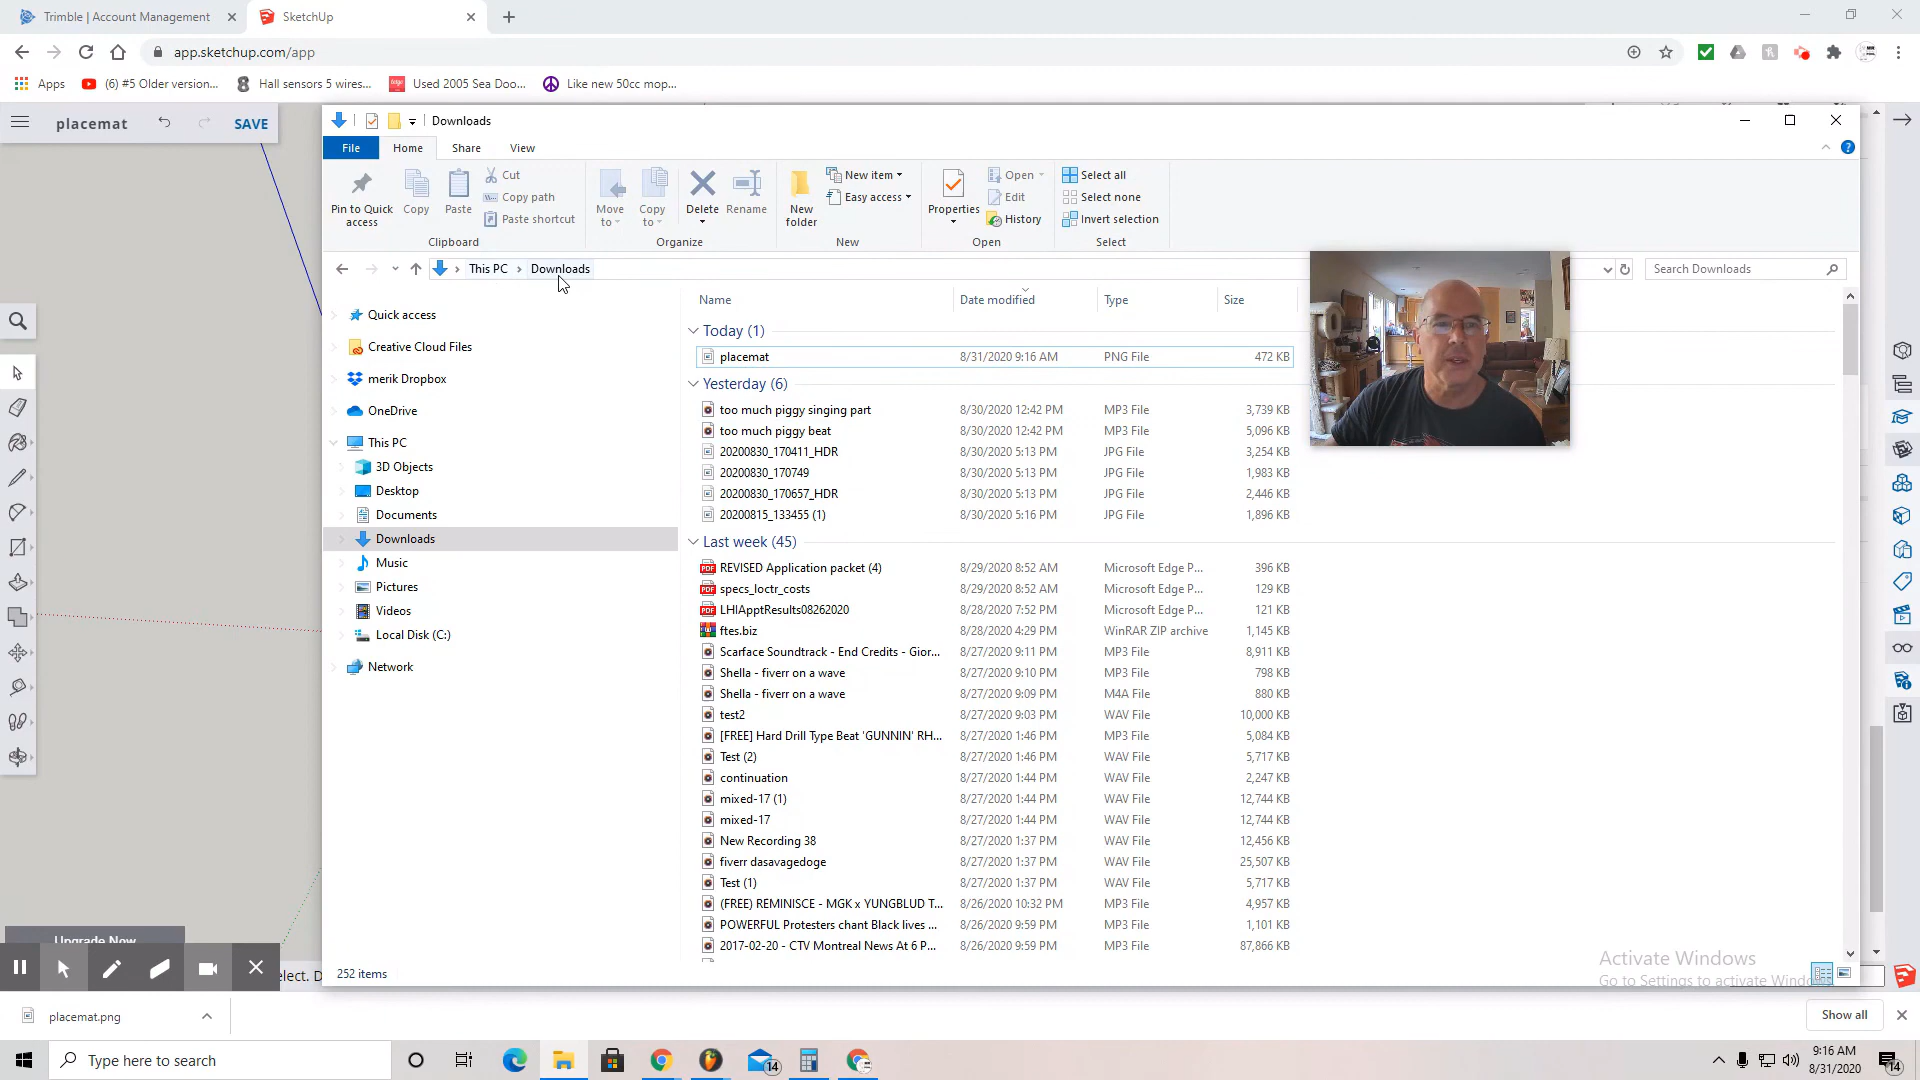 Trimble | Account Management
SketchUp
app.sketchup.com/app
Apps
(6) #5 Older version...
Hall sensors 5 wires...
Used 2005 Sea Doo...
Like new 50cc mop...
placemat
SAVE
Downloads
File
Home
Share
View
Pin to Quick access
Copy
Paste
Cut
Copy path
Paste shortcut
Clipboard
Move to
Copy to
Delete
Rename
Organize
New folder
New item
Easy access
New
Properties
Open
Edit
History
Open
Select all
Select none
Invert selection
Select
This PC
Downloads
Search Downloads
Quick access
Creative Cloud Files
merik Dropbox
OneDrive
This PC
3D Objects
Desktop
Documents
Downloads
Music
Pictures
Videos
Local Disk (C:)
Network
Name Date modified Type Size
Today (1)
placemat 8/31/2020 9:16 AM PNG File 472 KB
Yesterday (6)
too much piggy singing part 8/30/2020 12:42 PM MP3 File 3,739 KB
too much piggy beat 8/30/2020 12:42 PM MP3 File 5,096 KB
20200830_170411_HDR 8/30/2020 5:13 PM JPG File 3,254 KB
20200830_170749 8/30/2020 5:13 PM JPG File 1,983 KB
20200830_170657_HDR 8/30/2020 5:13 PM JPG File 2,446 KB
20200815_133455 (1) 8/30/2020 5:16 PM JPG File 1,896 KB
Last week (45)
REVISED Application packet (4) 8/29/2020 8:52 AM Microsoft Edge P... 396 KB
specs_loctr_costs 8/29/2020 8:52 AM Microsoft Edge P... 129 KB
LHIApptResults08262020 8/28/2020 7:52 PM Microsoft Edge P... 121 KB
ftes.biz 8/28/2020 4:29 PM WinRAR ZIP archive 1,145 KB
Scarface Soundtrack - End Credits - Gior... 8/27/2020 9:11 PM MP3 File 8,911 KB
Shella - fiverr on a wave 8/27/2020 9:10 PM MP3 File 798 KB
Shella - fiverr on a wave 8/27/2020 9:09 PM M4A File 880 KB
test2 8/27/2020 9:03 PM WAV File 10,000 KB
[FREE] Hard Drill Type Beat 'GUNNIN' RH... 8/27/2020 1:46 PM MP3 File 5,084 KB
Test (2) 8/27/2020 1:46 PM WAV File 5,717 KB
continuation 8/27/2020 1:44 PM WAV File 2,247 KB
mixed-17 (1) 8/27/2020 1:44 PM WAV File 12,744 KB
mixed-17 8/27/2020 1:44 PM WAV File 12,744 KB
New Recording 38 8/27/2020 1:37 PM WAV File 12,456 KB
fiverr dasavagedoge 8/27/2020 1:37 PM WAV File 25,507 KB
Test (1) 8/27/2020 1:37 PM WAV File 5,717 KB
(FREE) REMINISCE - MGK x YUNGBLUD T... 8/26/2020 10:32 PM MP3 File 4,957 KB
POWERFUL Protesters chant Black lives ... 8/26/2020 9:59 PM MP3 File 1,101 KB
2017-02-20 - CTV Montreal News At 6 P... 8/26/2020 9:59 PM MP3 File 87,866 KB
252 items
Upgrade Now
elect. D
Activate Windows
Go to Settings to activate Windows
placemat.png
Show all
Type here to search
14
9:16 AM
8/31/2020
14